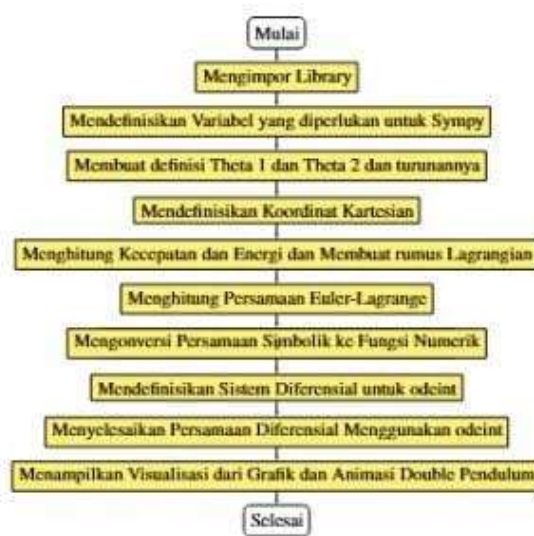 Mulai
Mengimpor Library
Mendefinisikan Variabel yang diperlukan untuk Sympy
Membuat definisi Theta 1 dan Theta 2 dan turunannya
Mendefinisikan Koordinat Kartesian
Menghitung Kecepatan dan Energi dan Membuat rumus Lagrangian
Menghitung Persamaan Euler-Lagrange
Mengonversi Persamaan Simbolik ke Fungsi Numerik
Mendefinisikan Sistem Diferensial untuk odeint
Menyelesaikan Persamaan Diferensial Menggunakan odeint
Menampilkan Visualisasi dari Grafik dan Animasi Double Pendulum
Selesai